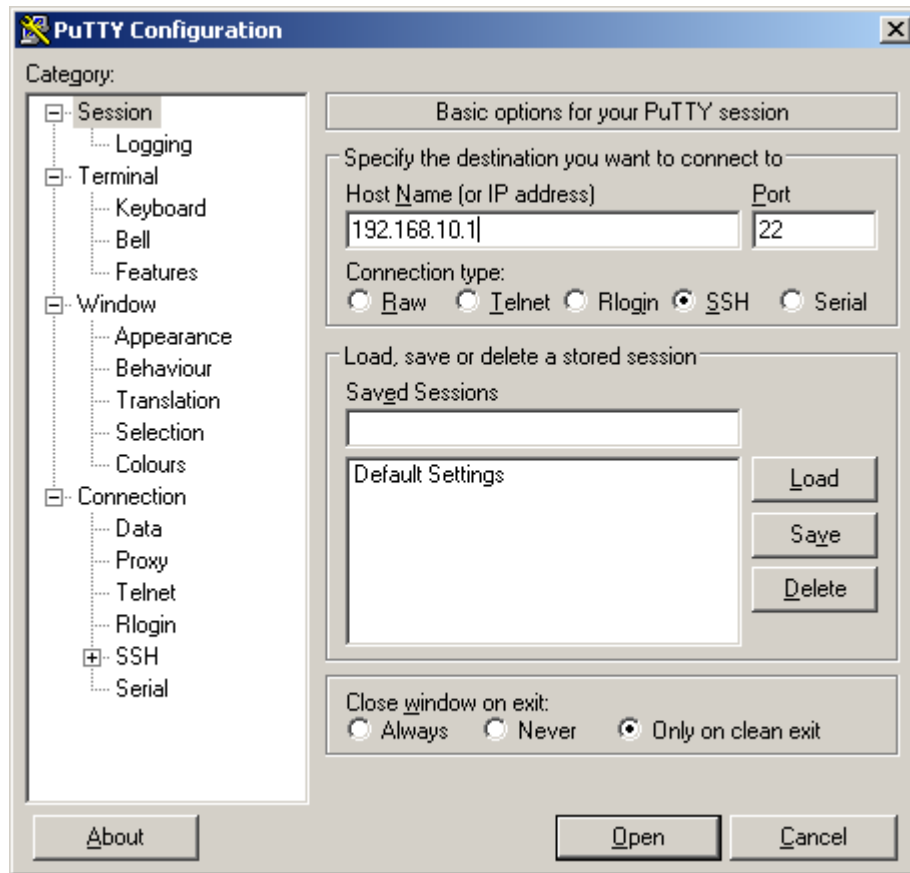 PuTTY Configuration
Category:
Session
Logging
Terminal
Keyboard
Bell
Features
Window
Appearance
Behaviour
Translation
Selection
Colours
Connection
Data
Proxy
Telnet
Rlogin
SSH
Serial
Basic options for your PuTTY session
Specify the destination you want to connect to
Host Name (or IP address) Port
192.168.10.1 22
Connection type:
Raw Telnet Rlogin SSH Serial
Load, save or delete a stored session
Saved Sessions
Default Settings
Load
Save
Delete
Close window on exit:
Always Never Only on clean exit
About Open Cancel